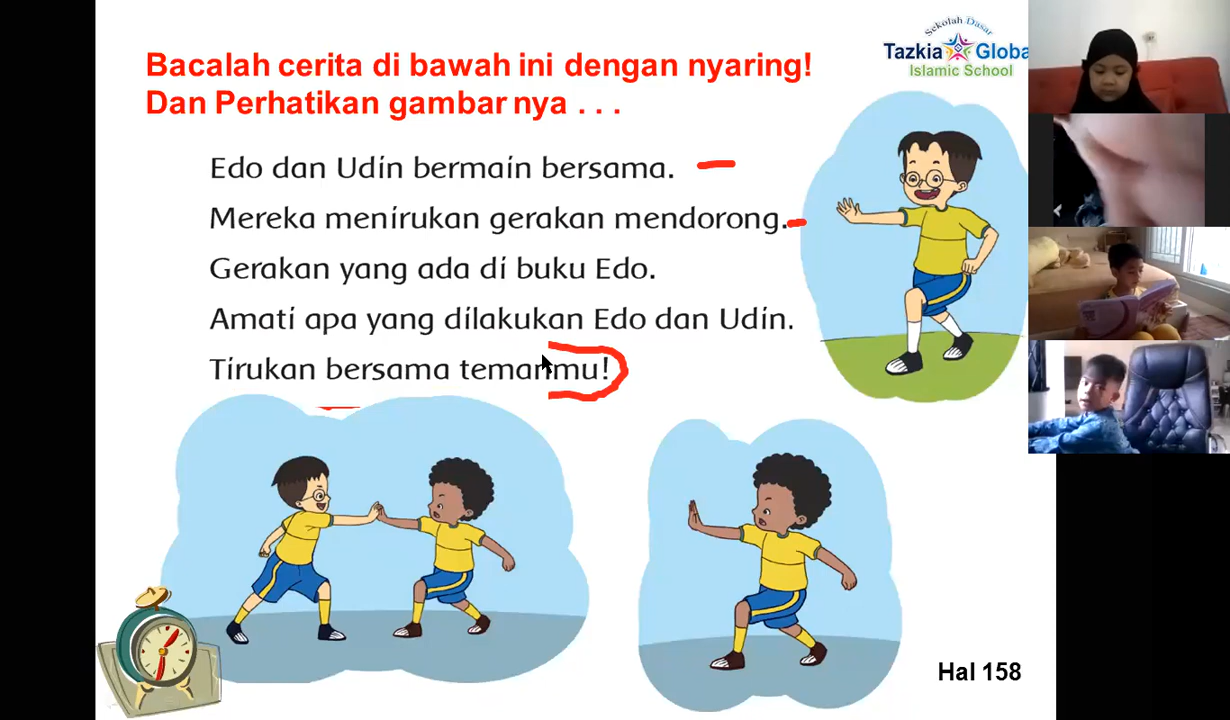 Bacalah cerita di bawah ini dengan nyaring!
Dan Perhatikan gambar nya . . .
Sekolah Dasar
Tazkia Globa
Islamic School
Edo dan Udin bermain bersama.
Mereka menirukan gerakan mendorong.
Gerakan yang ada di buku Edo.
Amati apa yang dilakukan Edo dan Udin.
Tirukan bersama temanmu!
Hal 158